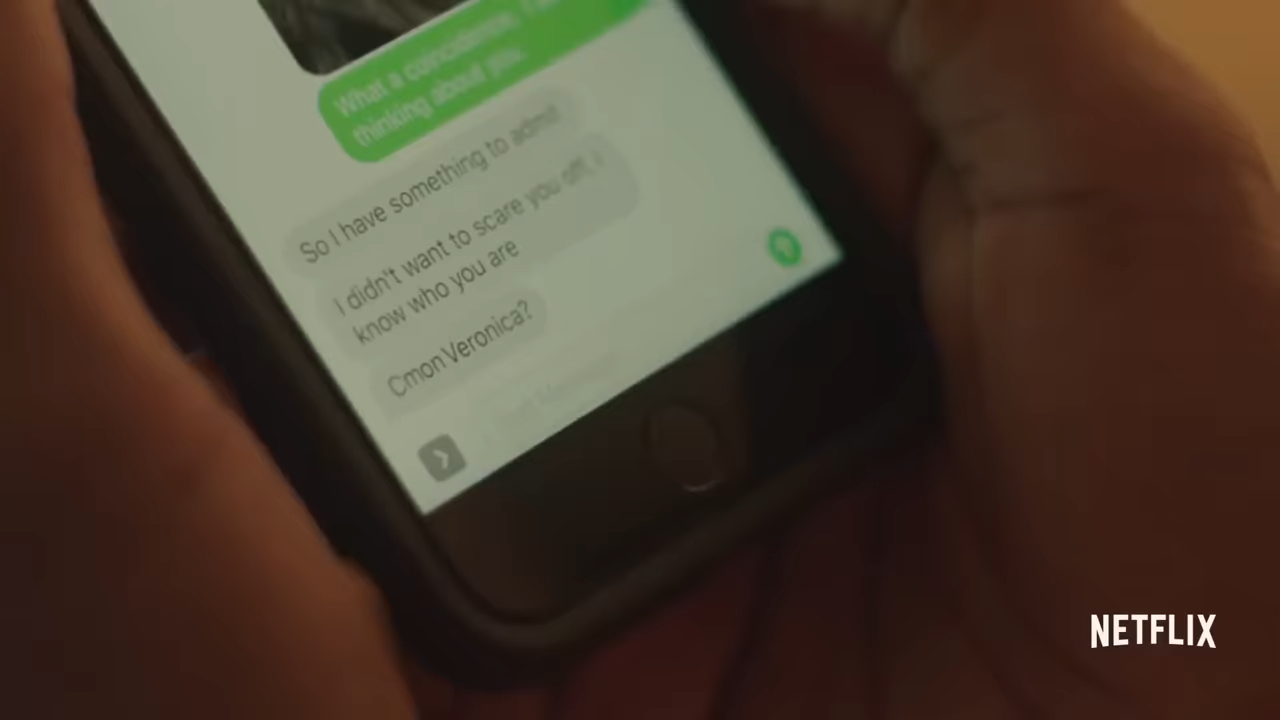 What a coincidence. I
thinking about you.
So I have something to admit
I didn't want to scare you off, I
know who you are
Cmon Veronica?
NETFLIX